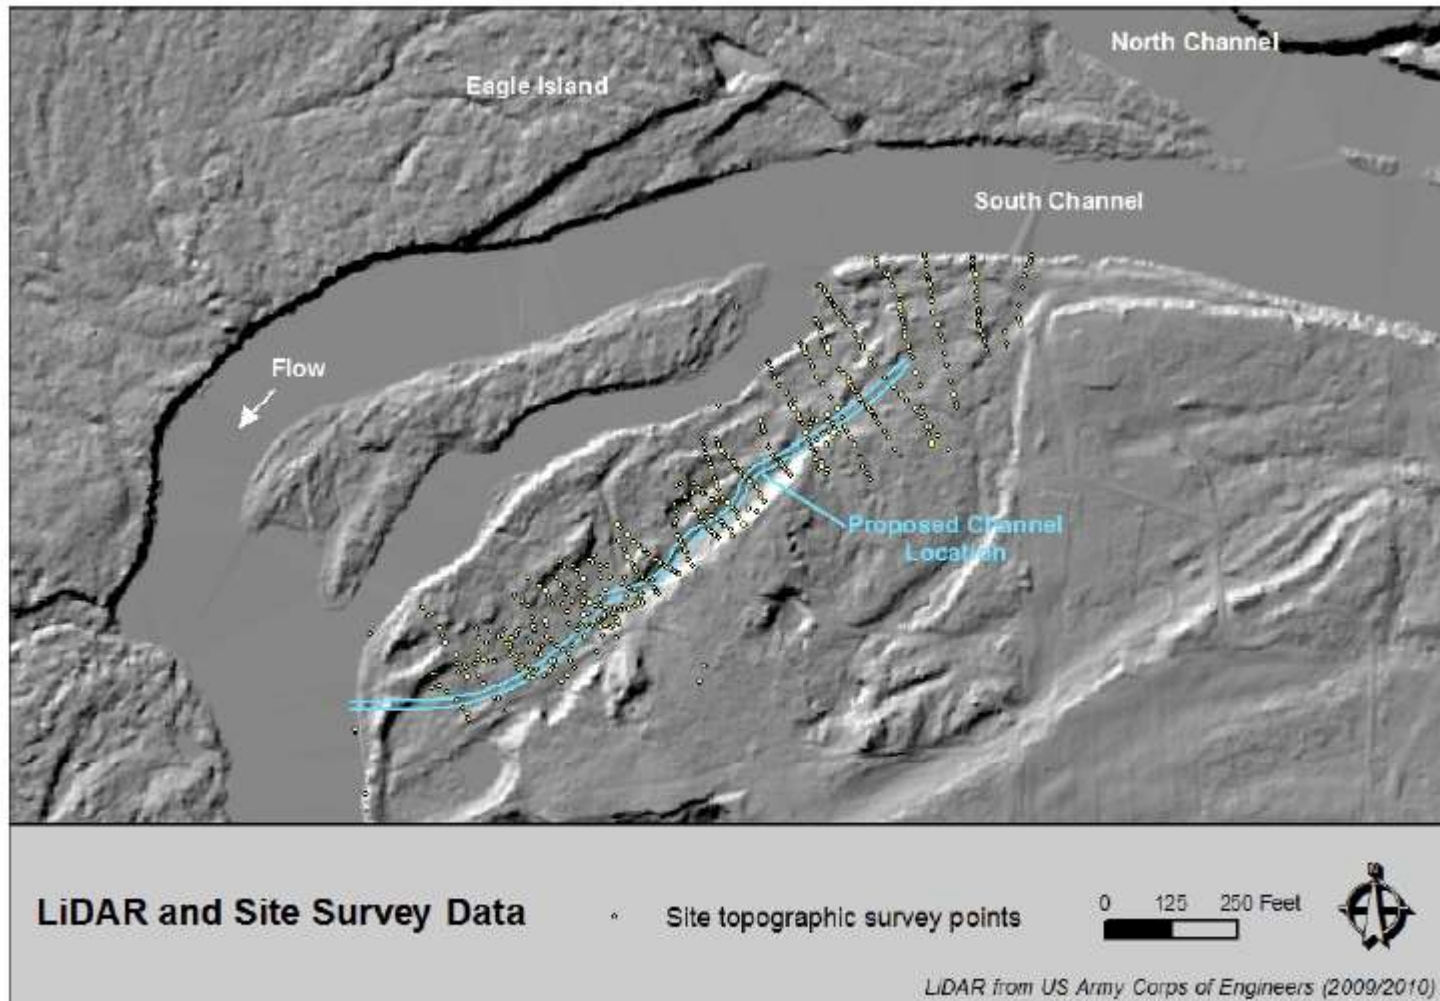 North Channel
Eagle Island
South Channel
Flow
Proposed Channel
Location
LiDAR and Site Survey Data
Site topographic survey points
0 125 250 Feet
LiDAR from US Army Corps of Engineers (2009/2010)